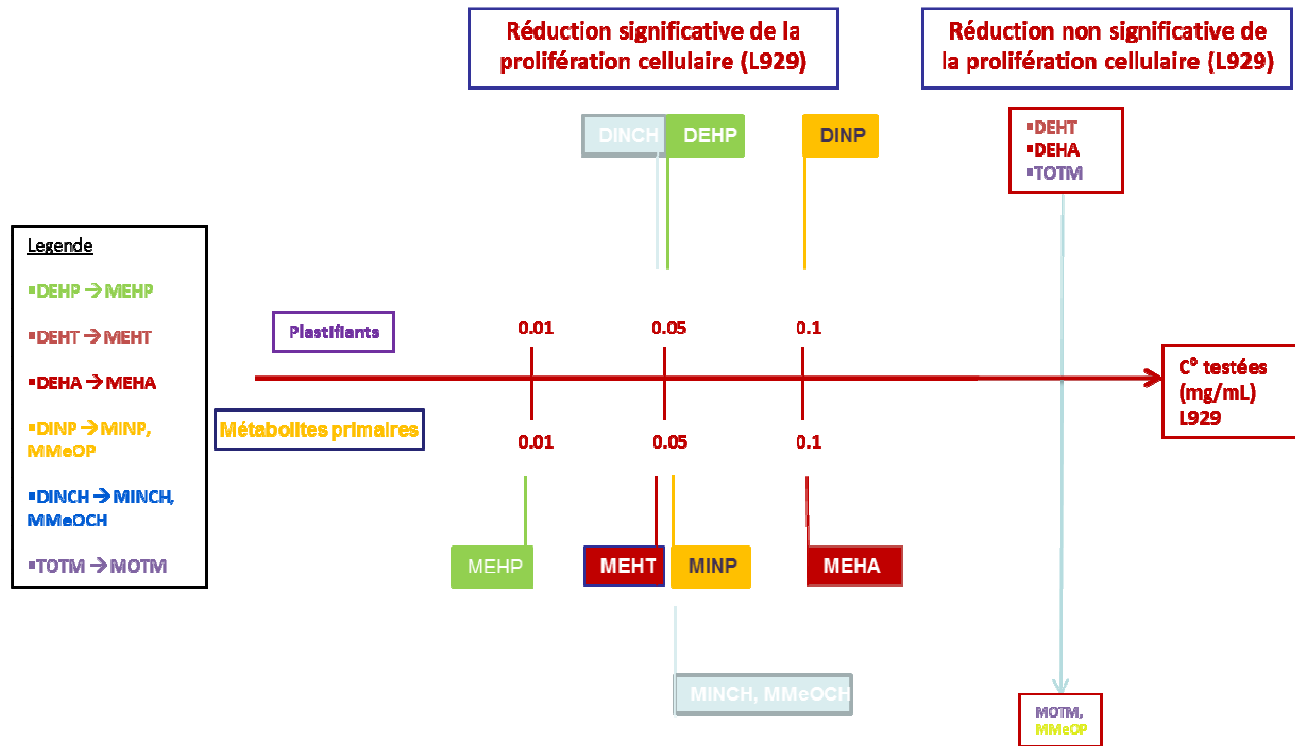 Réduction significative de la
prolifération cellulaire (L929)
Réduction non significative de
la prolifération cellulaire (L929)
DINCH
DEHP
DINP
▪DEHT
▪DEHA
▪TOTM
Legende
▪DEHP → MEHP
▪DEHT → MEHT
▪DEHA → MEHA
▪DINP → MINP,
MMeOP
▪DINCH → MINCH,
MMeOCH
▪TOTM → MOTM
Plastifiants
0.01
0.05
0.1
C° testées
(mg/mL)
L929
Métabolites primaires
0.01
0.05
0.1
MEHP
MEHT
MINP
MEHA
MINCH, MMeOCH
MOTM,
MMeOP